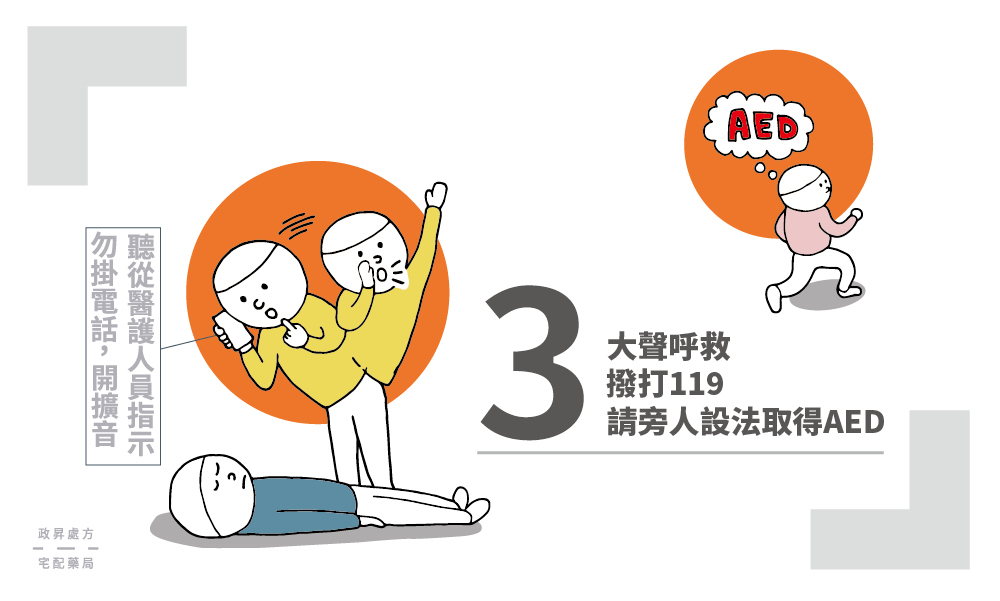 AED
聽從醫護人員指示
勿掛電話，開擴音
3
大聲呼救
撥打119
請旁人設法取得AED
政昇處方
宅配藥局